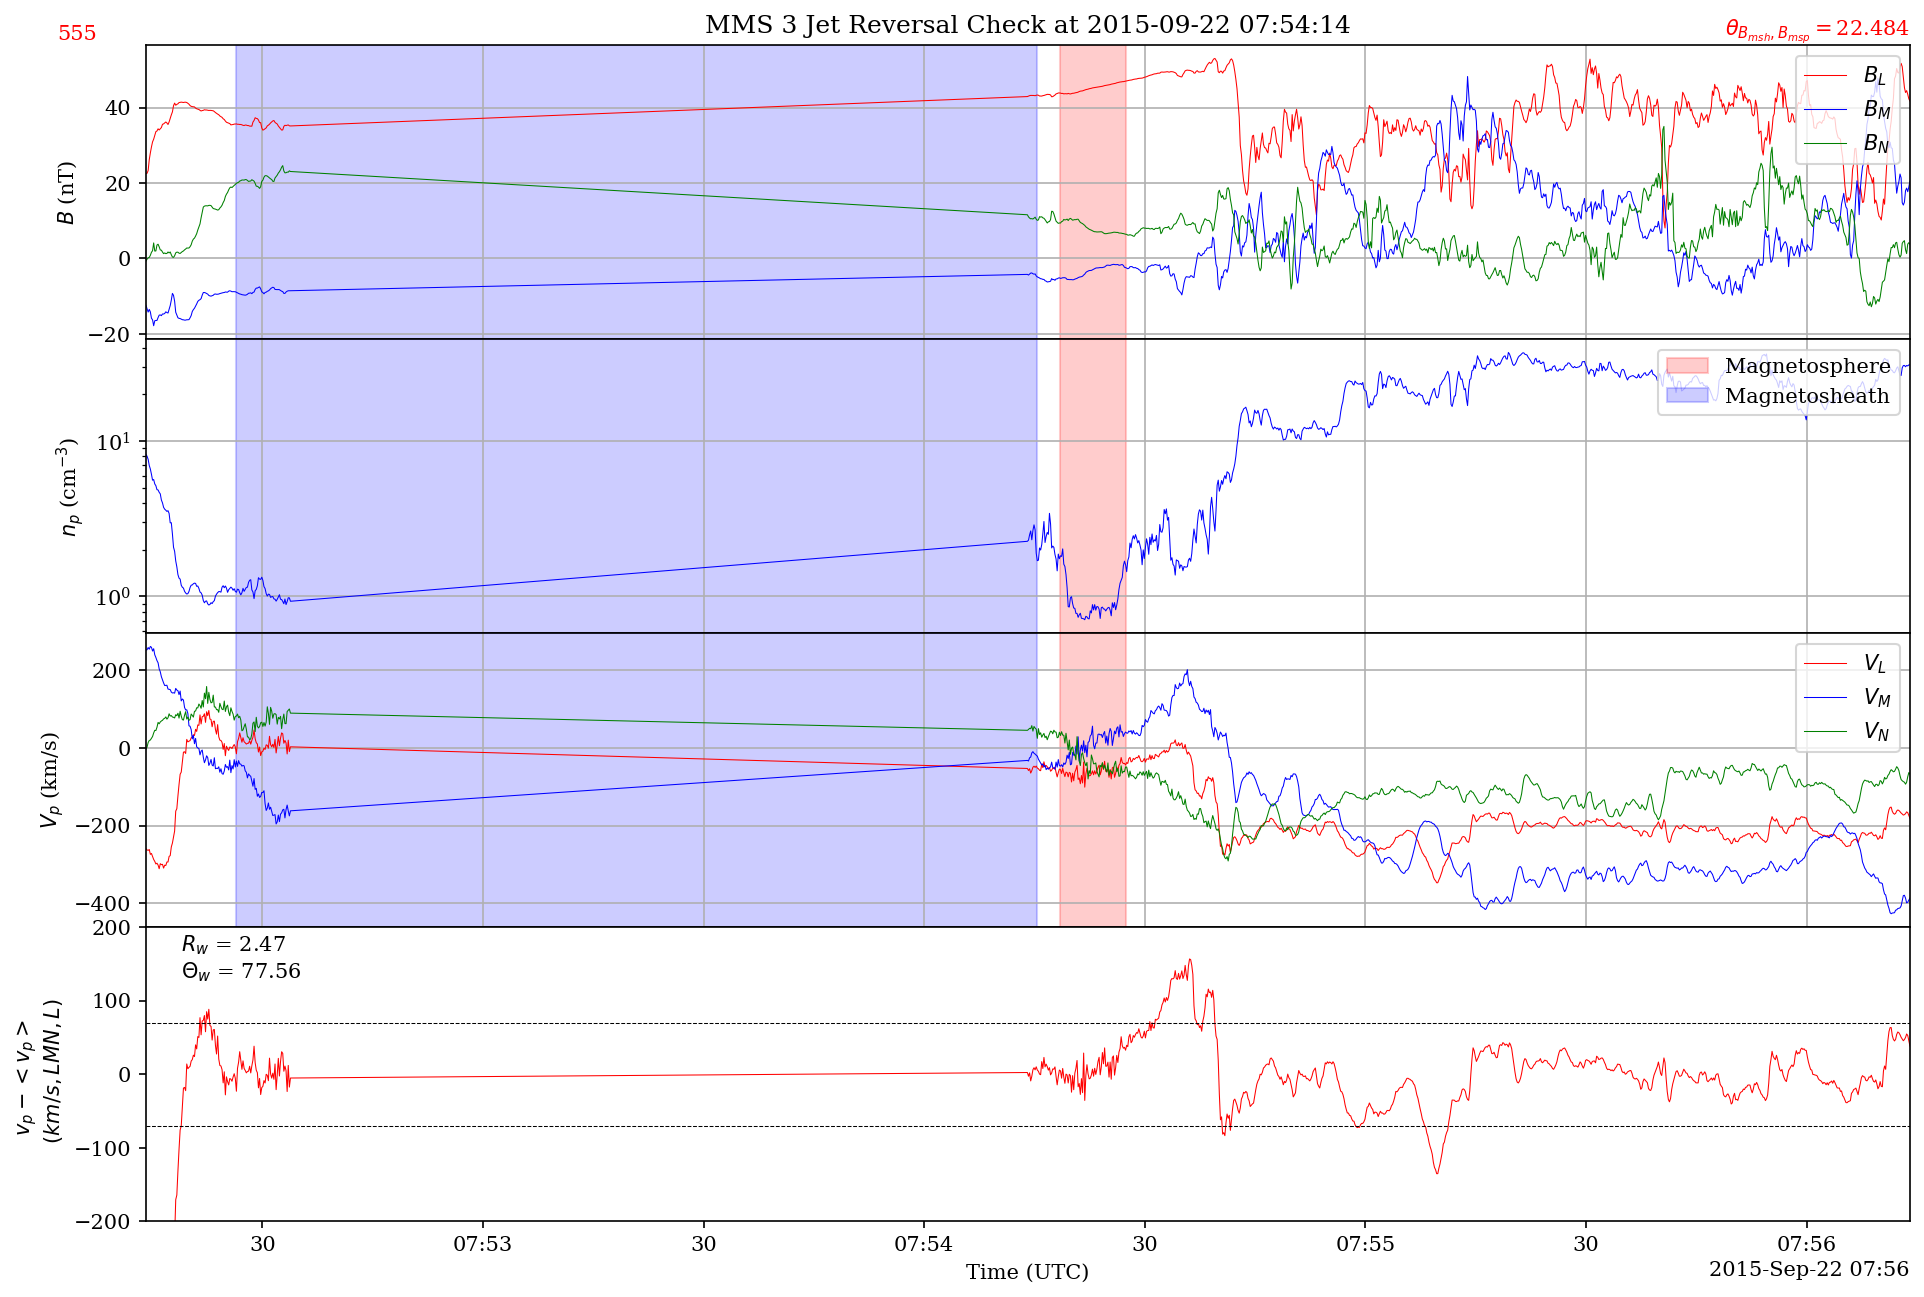 MMS 3 Jet Reversal Check at 2015-09-22 07:54:14
555
θ_{B_{msh}, B_{msp}} = 22.484
B (nT)
40
20
0
−20
B_L
B_M
B_N
n_p (cm^{−3})
10^1
10^0
Magnetosphere
Magnetosheath
V_p (km/s)
200
0
−200
−400
V_L
V_M
V_N
v_p − < v_p >
(km/s, LMN, L)
200
100
0
−100
−200
R_w = 2.47
Θ_w = 77.56
30 07:53 30 07:54 30 07:55 30 07:56
Time (UTC)
2015-Sep-22 07:56